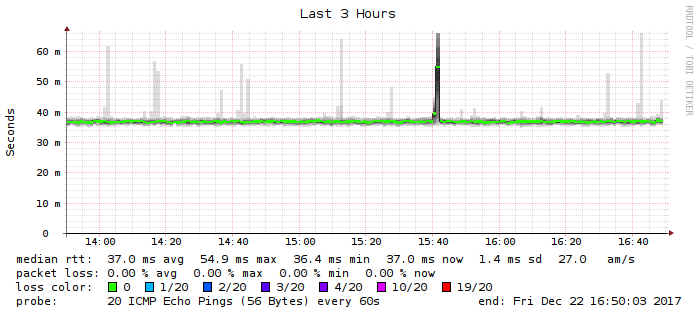 Last 3 Hours
RRDTOOL / TOBI OETIKER
Seconds
60 m
50 m
40 m
30 m
20 m
10 m
0
14:00 14:20 14:40 15:00 15:20 15:40 16:00 16:20 16:40
median rtt: 37.0 ms avg 54.9 ms max 36.4 ms min 37.0 ms now 1.4 ms sd 27.0 am/s
packet loss: 0.00 % avg 0.00 % max 0.00 % min 0.00 % now
loss color: 0 1/20 2/20 3/20 4/20 10/20 19/20
probe: 20 ICMP Echo Pings (56 Bytes) every 60s end: Fri Dec 22 16:50:03 2017